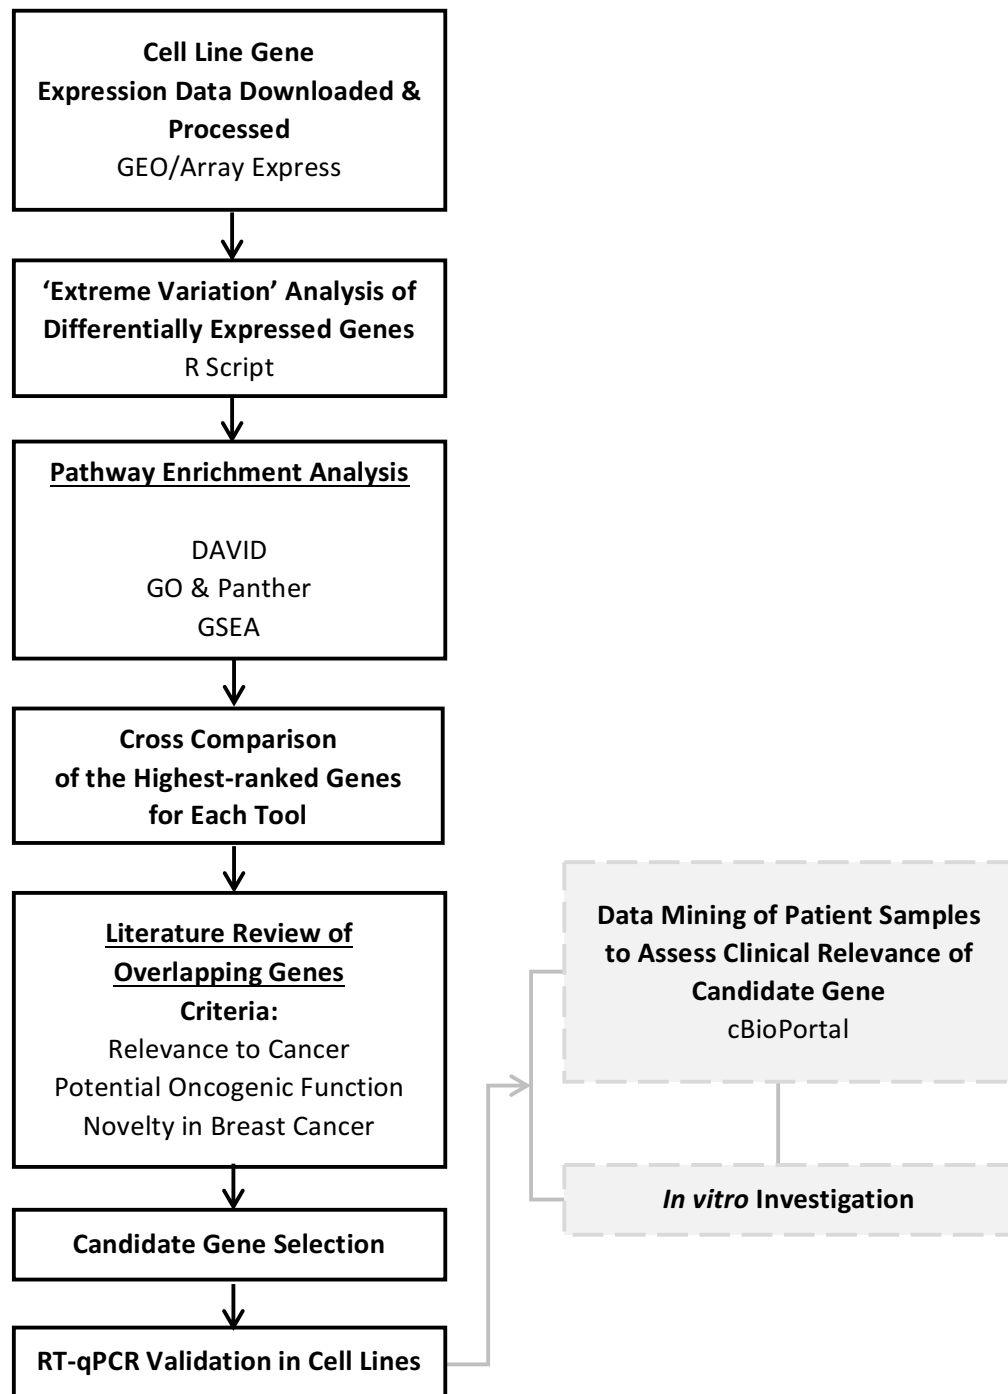 Cell Line Gene
Expression Data Downloaded &
Processed
GEO/Array Express
‘Extreme Variation’ Analysis of
Differentially Expressed Genes
R Script
Pathway Enrichment Analysis
DAVID
GO & Panther
GSEA
Cross Comparison
of the Highest-ranked Genes
for Each Tool
Literature Review of
Overlapping Genes
Criteria:
Relevance to Cancer
Potential Oncogenic Function
Novelty in Breast Cancer
Candidate Gene Selection
RT-qPCR Validation in Cell Lines
Data Mining of Patient Samples
to Assess Clinical Relevance of
Candidate Gene
cBioPortal
In vitro Investigation